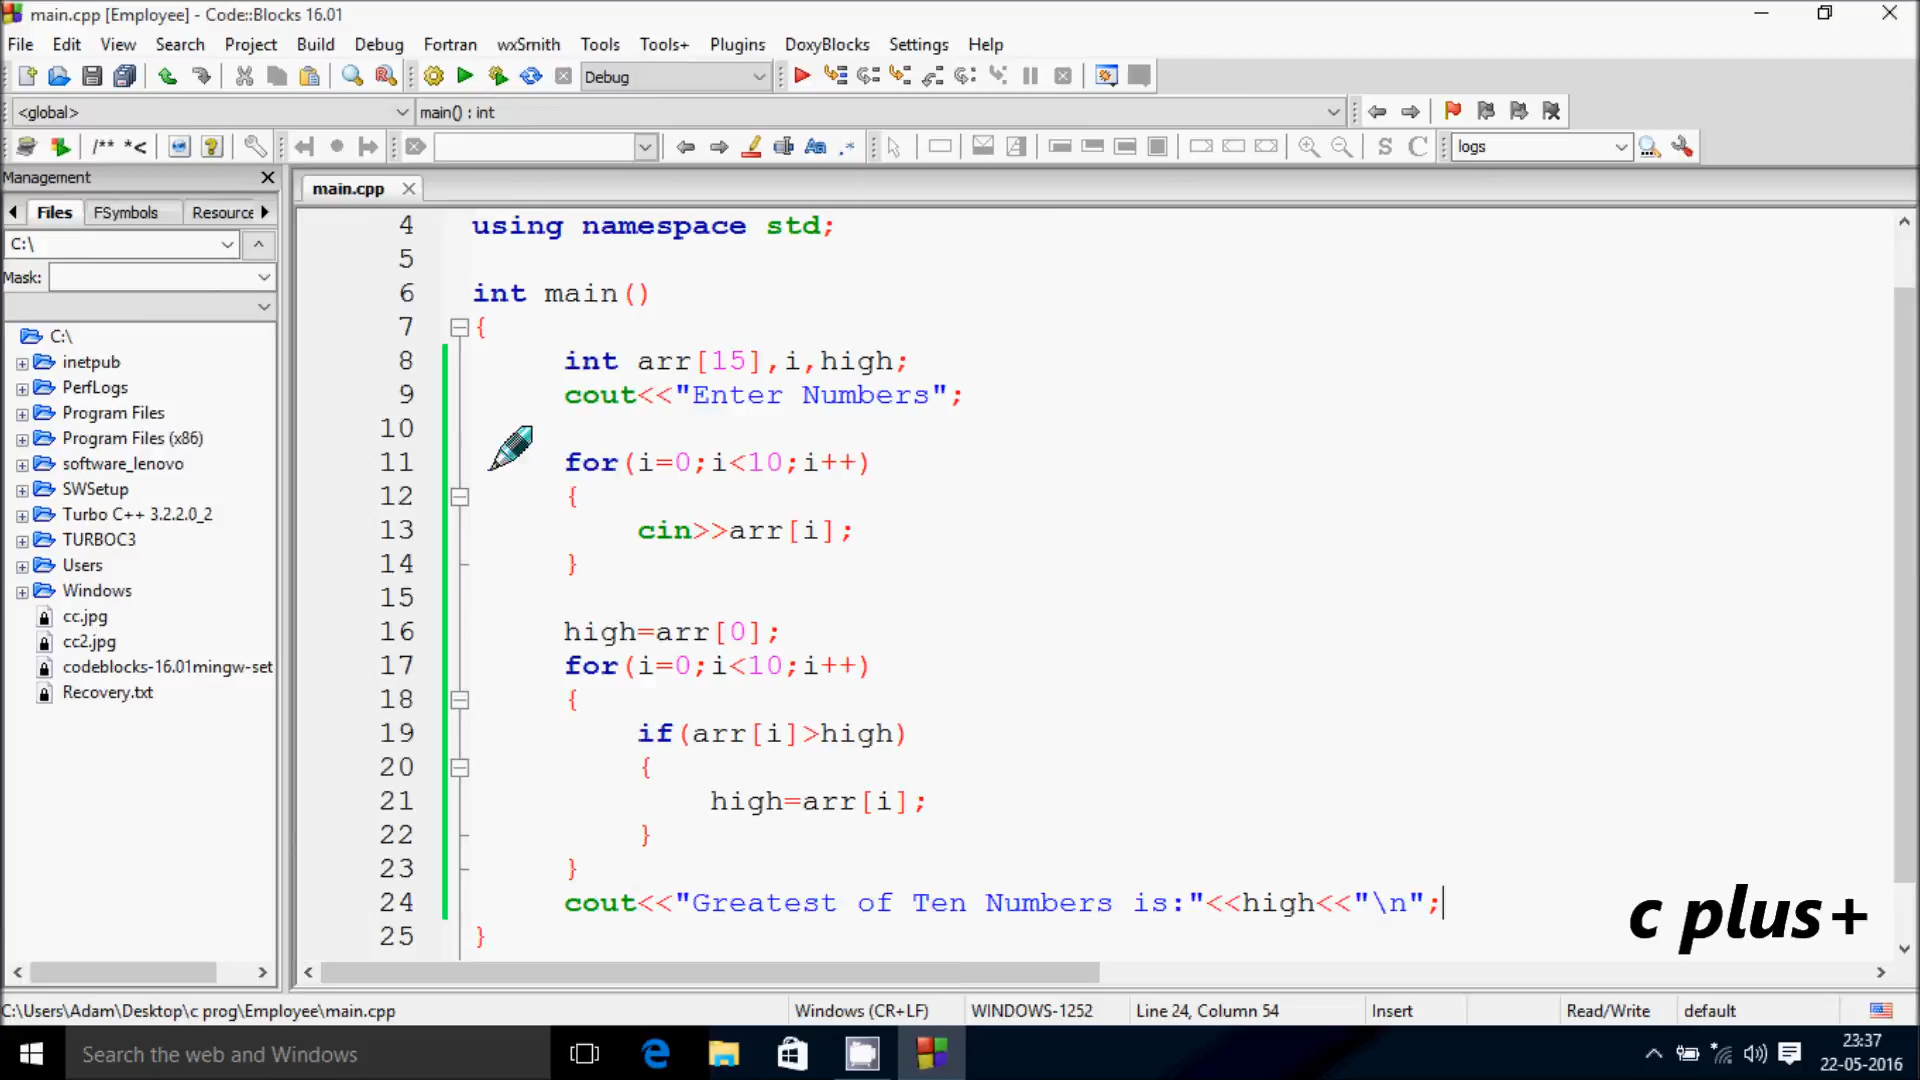 main.cpp [Employee] - Code::Blocks 16.01
File Edit View Search Project Build Debug Fortran wxSmith Tools Tools+ Plugins DoxyBlocks Settings Help
Debug
<global> main() : int
/** *< logs
Management
Files FSymbols Resource
C:\
Mask:
C:\
inetpub
PerfLogs
Program Files
Program Files (x86)
software_lenovo
SWSetup
Turbo C++ 3.2.2.0_2
TURBOC3
Users
Windows
cc.jpg
cc2.jpg
codeblocks-16.01mingw-set
Recovery.txt
main.cpp
4 using namespace std;
5
6 int main()
7 {
8 int arr[15],i,high;
9 cout<<"Enter Numbers";
10
11 for(i=0;i<10;i++)
12 {
13 cin>>arr[i];
14 }
15
16 high=arr[0];
17 for(i=0;i<10;i++)
18 {
19 if(arr[i]>high)
20 {
21 high=arr[i];
22 }
23 }
24 cout<<"Greatest of Ten Numbers is:"<<high<<"\n";
25 }
c plus+
C:\Users\Adam\Desktop\c prog\Employee\main.cpp Windows (CR+LF) WINDOWS-1252 Line 24, Column 54 Insert Read/Write default
Search the web and Windows
23:37
22-05-2016